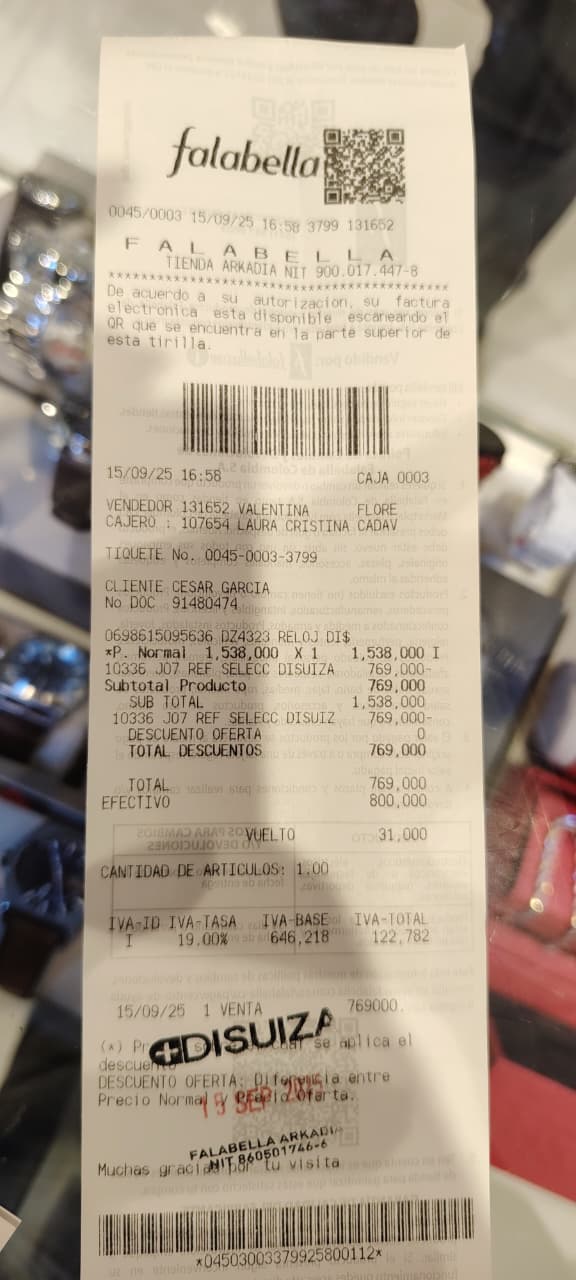 falabella
0045/0003 15/09/25 16:58 3799 131652
F A L A B E L L A
TIENDA ARKADIA NIT 900.017.447-8
****************************************
De acuerdo a su autorizacion, su factura
electronica esta disponible escaneando el
QR que se encuentra en la parte superior de
esta tirilla.
15/09/25 16:58 CAJA 0003
VENDEDOR 131652 VALENTINA FLORE
CAJERO : 107654 LAURA CRISTINA CADAV
TIQUETE No. 0045-0003-3799
CLIENTE CESAR GARCIA
No DOC 91480474
0698615095636 DZ4323 RELOJ DI$
*P. Normal 1,538,000 X 1 1,538,000 I
10336 J07 REF SELECC DISUIZA 769,000-
Subtotal Producto 769,000
SUB TOTAL 1,538,000
10336 J07 REF SELECC DISUIZ 769,000-
DESCUENTO OFERTA 0
TOTAL DESCUENTOS 769,000
TOTAL 769,000
EFECTIVO 800,000
VUELTO 31,000
CANTIDAD DE ARTICULOS: 1.00
IVA-ID IVA-TASA IVA-BASE IVA-TOTAL
I 19.00% 646,218 122,782
15/09/25 1 VENTA 769000.
DISUIZA
(*) Pr se aplica el
descuent
DESCUENTO OFERTA: Diferencia entre
Precio Normal y Precio Oferta.
SEP 2025
FALABELLA ARKADIA
NIT 860501746-6
Muchas gracias por tu visita
*04503003379925800112*